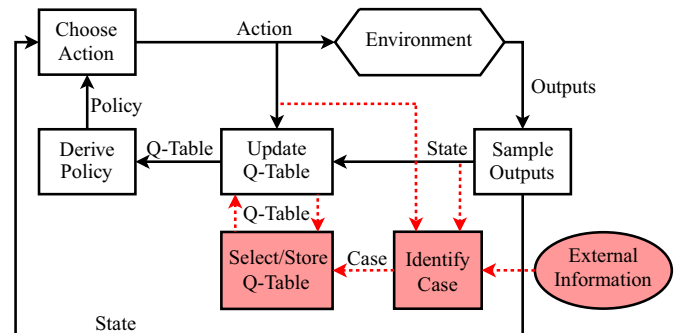 Choose
Action
Action
Environment
Policy
Outputs
Derive
Policy
Q-Table
Update
Q-Table
State
Sample
Outputs
Q-Table
Select/Store
Q-Table
Case
Identify
Case
External
Information
State